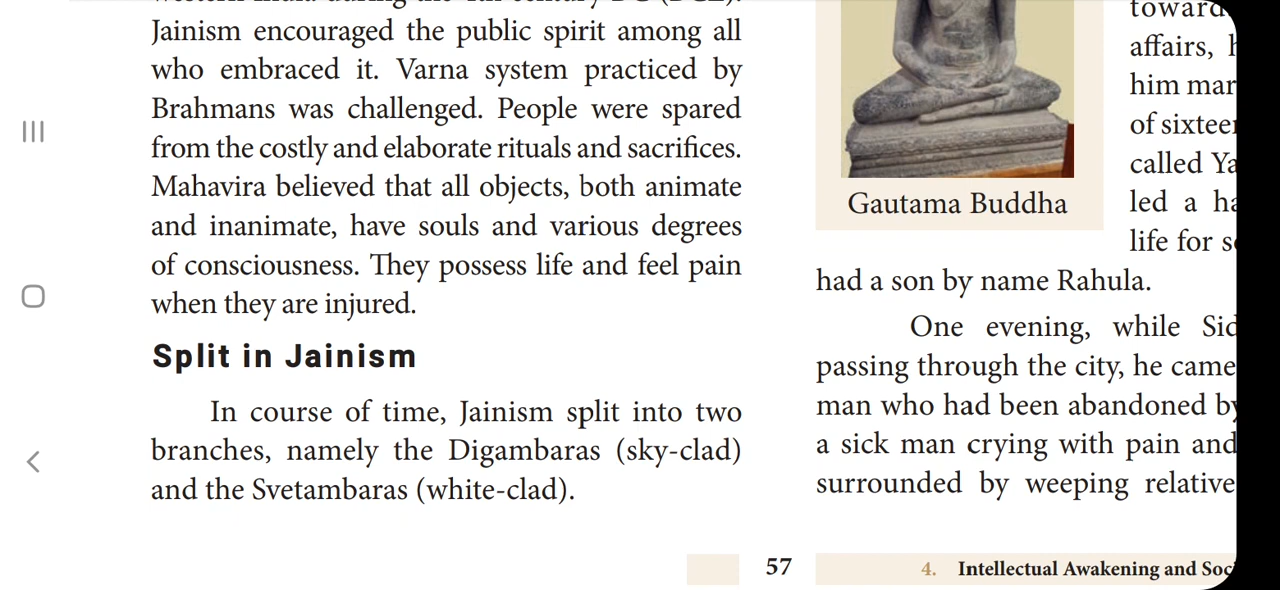 Jainism encouraged the public spirit among all
who embraced it. Varna system practiced by
Brahmans was challenged. People were spared
from the costly and elaborate rituals and sacrifices.
Mahavira believed that all objects, both animate
and inanimate, have souls and various degrees
of consciousness. They possess life and feel pain
when they are injured.
Split in Jainism
In course of time, Jainism split into two
branches, namely the Digambaras (sky-clad)
and the Svetambaras (white-clad).
Gautama Buddha
affairs,
him
of
called
led a
life for
had a son by name Rahula.
One evening, while
passing through the city, he came
man who had been abandoned by
a sick man crying with pain and
surrounded by weeping
57
4. Intellectual Awakening and